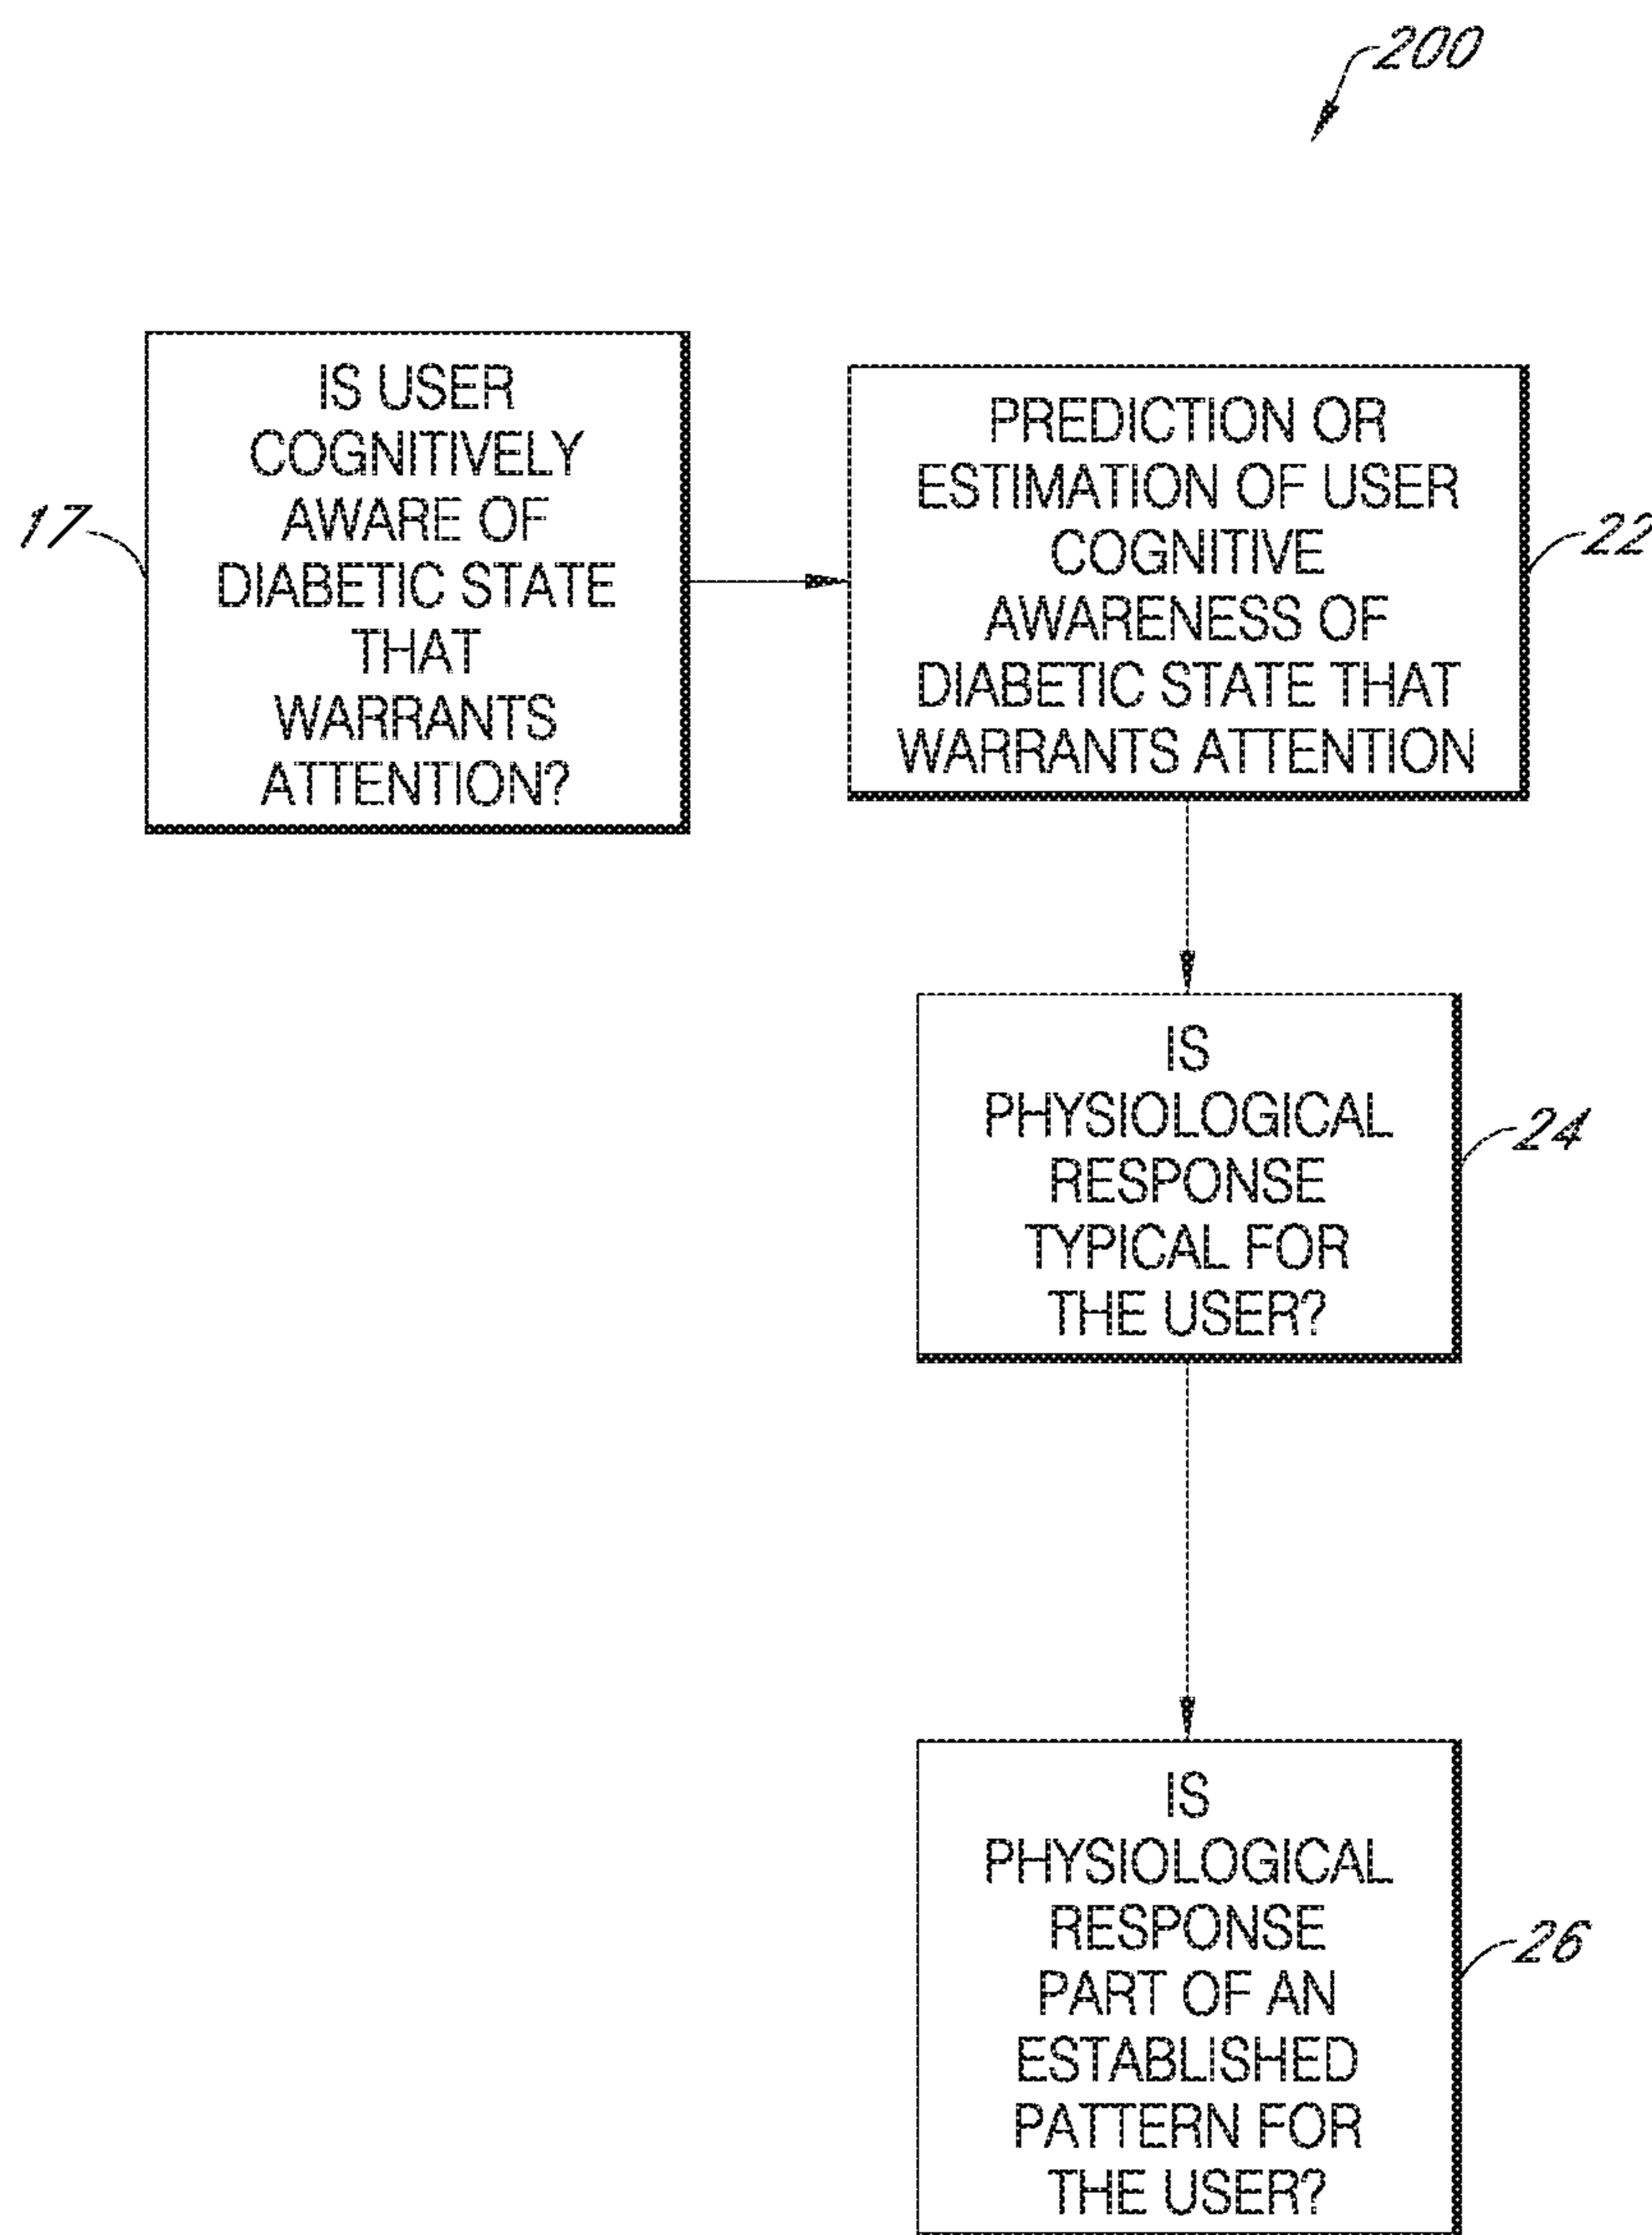 200
IS USER
COGNITIVELY
AWARE OF
DIABETIC STATE
THAT
WARRANTS
ATTENTION?
17
PREDICTION OR
ESTIMATION OF USER
COGNITIVE
AWARENESS OF
DIABETIC STATE THAT
WARRANTS ATTENTION
22
IS
PHYSIOLOGICAL
RESPONSE
TYPICAL FOR
THE USER?
24
IS
PHYSIOLOGICAL
RESPONSE
PART OF AN
ESTABLISHED
PATTERN FOR
THE USER?
26